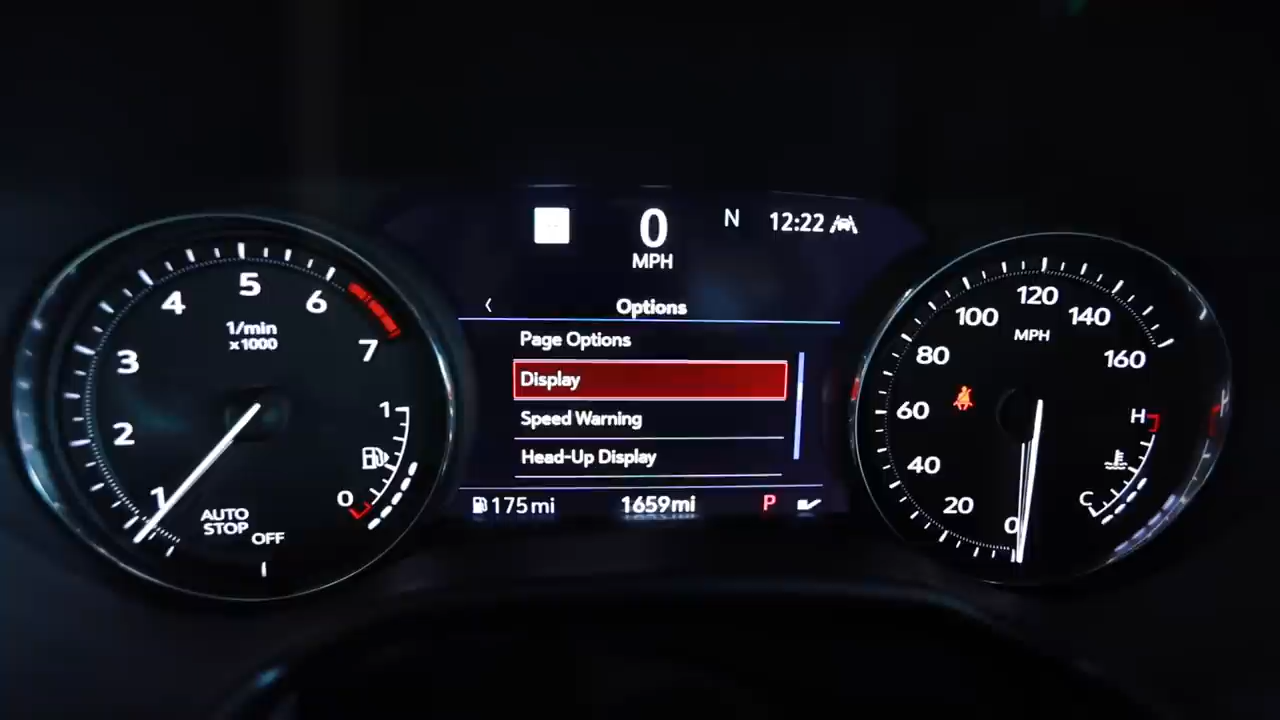 0
MPH
N
12:22
Options
Page Options
Display
Speed Warning
Head-Up Display
175 mi
1659mi
P
1
2
3
4
5
6
7
1/min
x1000
AUTO
STOP
OFF
1
0
0
20
40
60
80
100
120
140
160
MPH
H
C